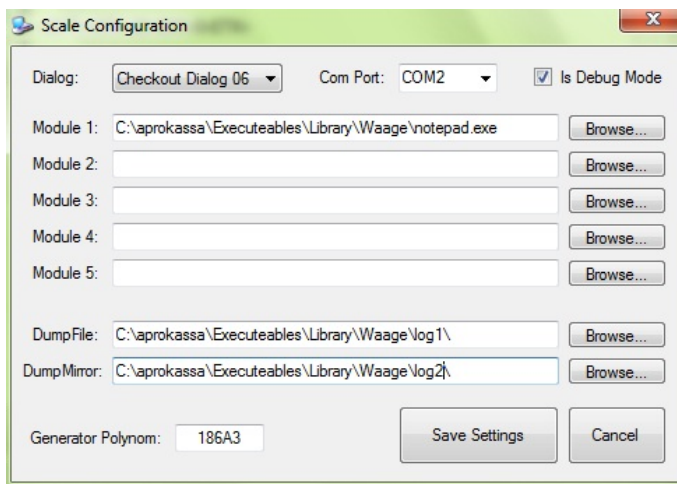 Scale Configuration
Dialog: Checkout Dialog 06 Com Port: COM2 Is Debug Mode
Module 1: C:\aprokassa\Executeables\Library\Waage\notepad.exe Browse...
Module 2: Browse...
Module 3: Browse...
Module 4: Browse...
Module 5: Browse...
DumpFile: C:\aprokassa\Executeables\Library\Waage\log1\ Browse...
DumpMirror: C:\aprokassa\Executeables\Library\Waage\log2\ Browse...
Generator Polynom: 186A3 Save Settings Cancel